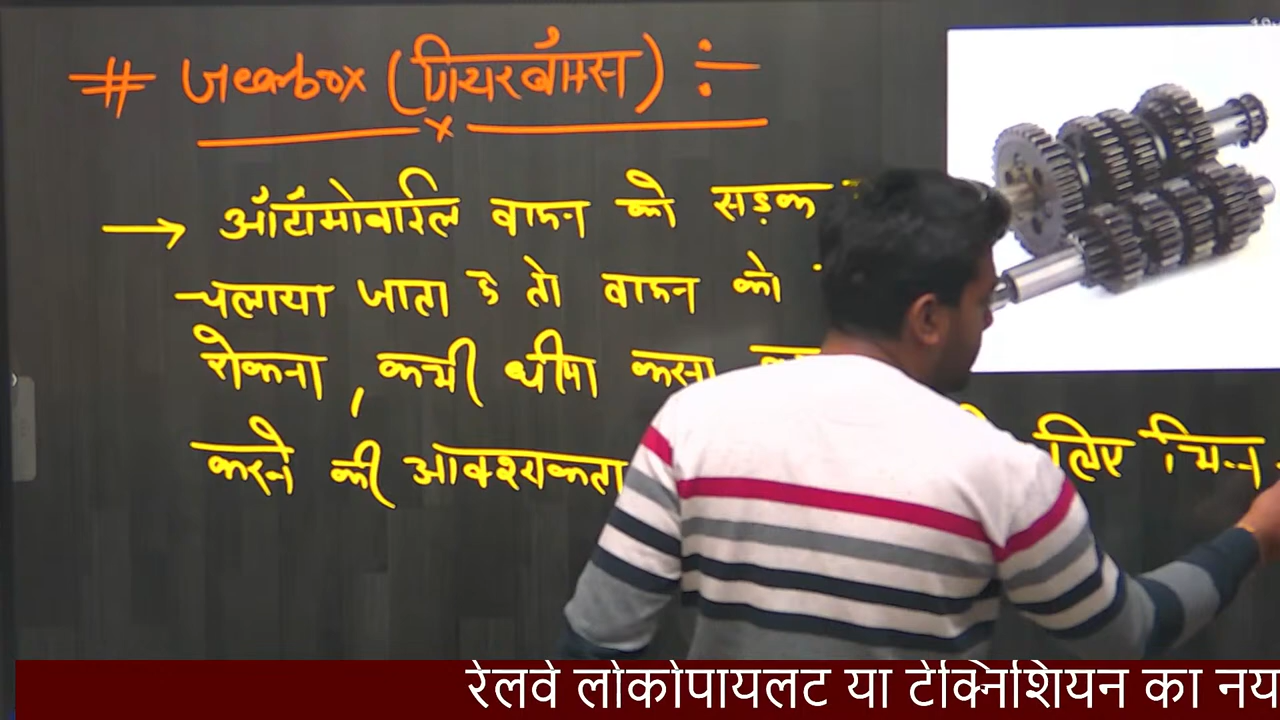 # Gearbox (गियरबॉक्स) :-
→ ऑटोमोबाइल वाहन को सड़क
चलाया जाता है तो वाहन को
रोकना, कभी धीमा करना
करने की आवश्यकता लिए भिन्न
रेलवे लोकोपायलट या टेक्निशियन का नय